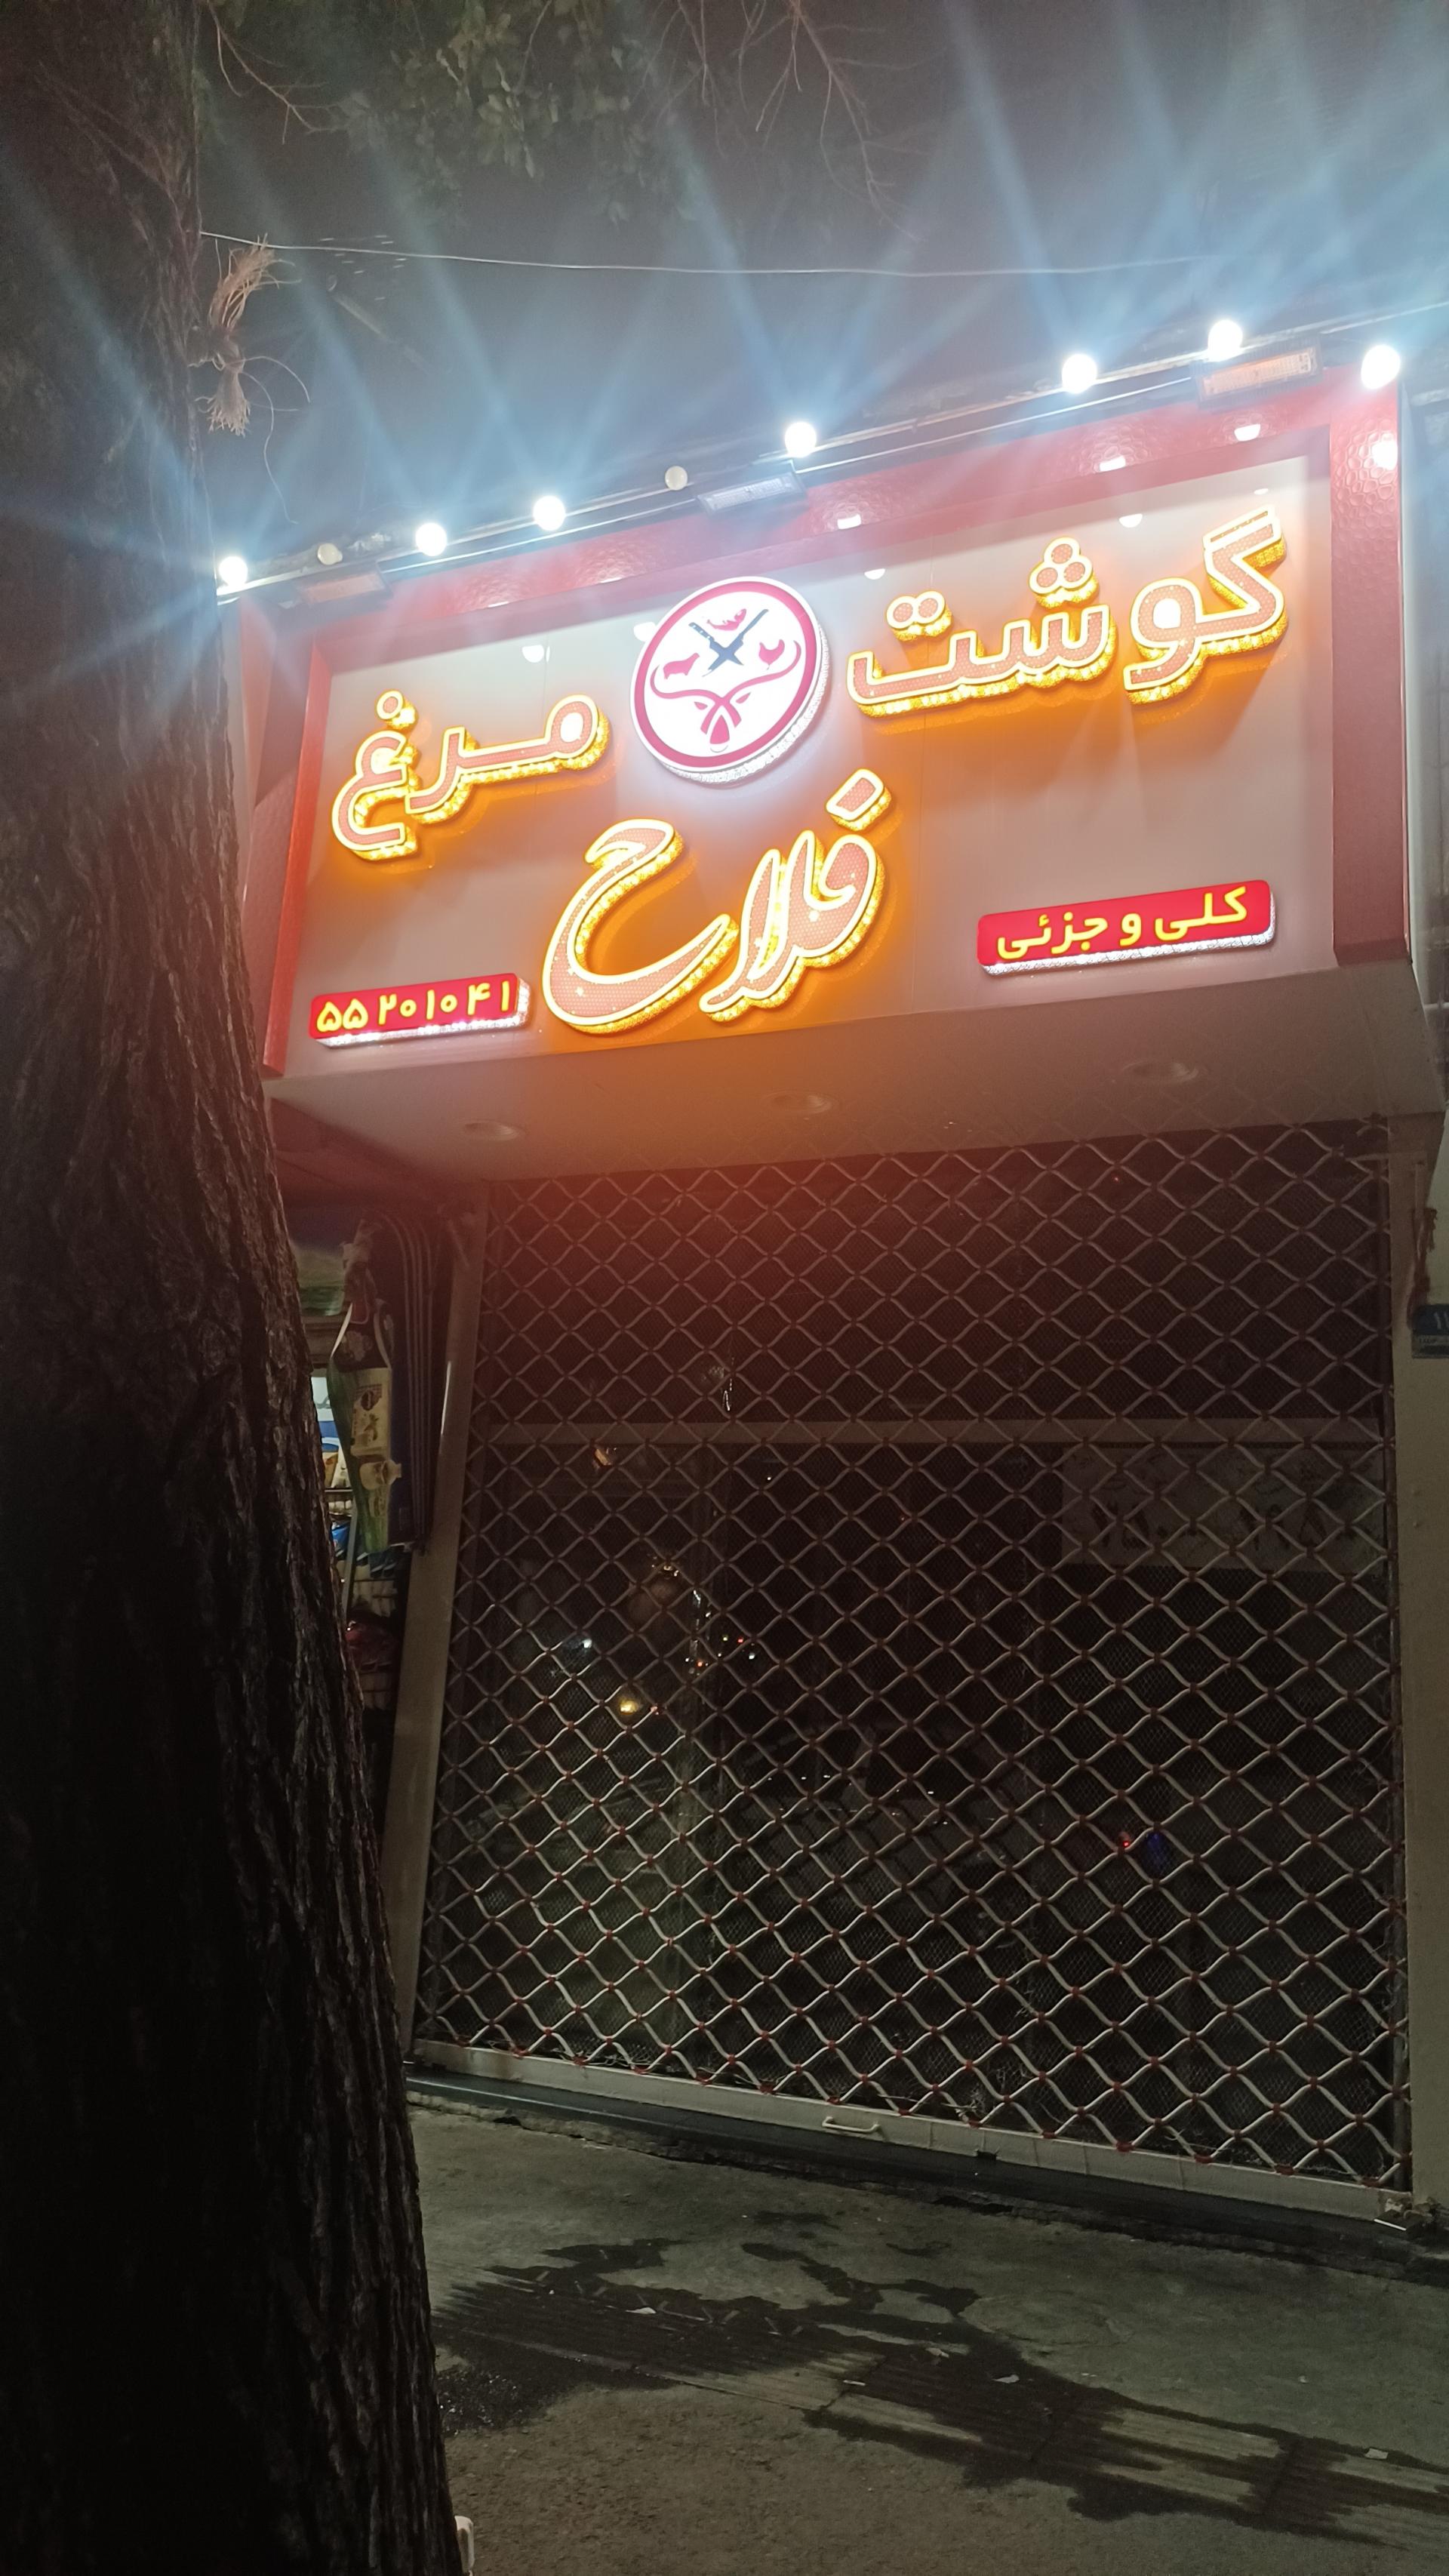 گوشت مرغ
فلاح
کلی و جزئی
۵۵۲۰۱۰۴۱